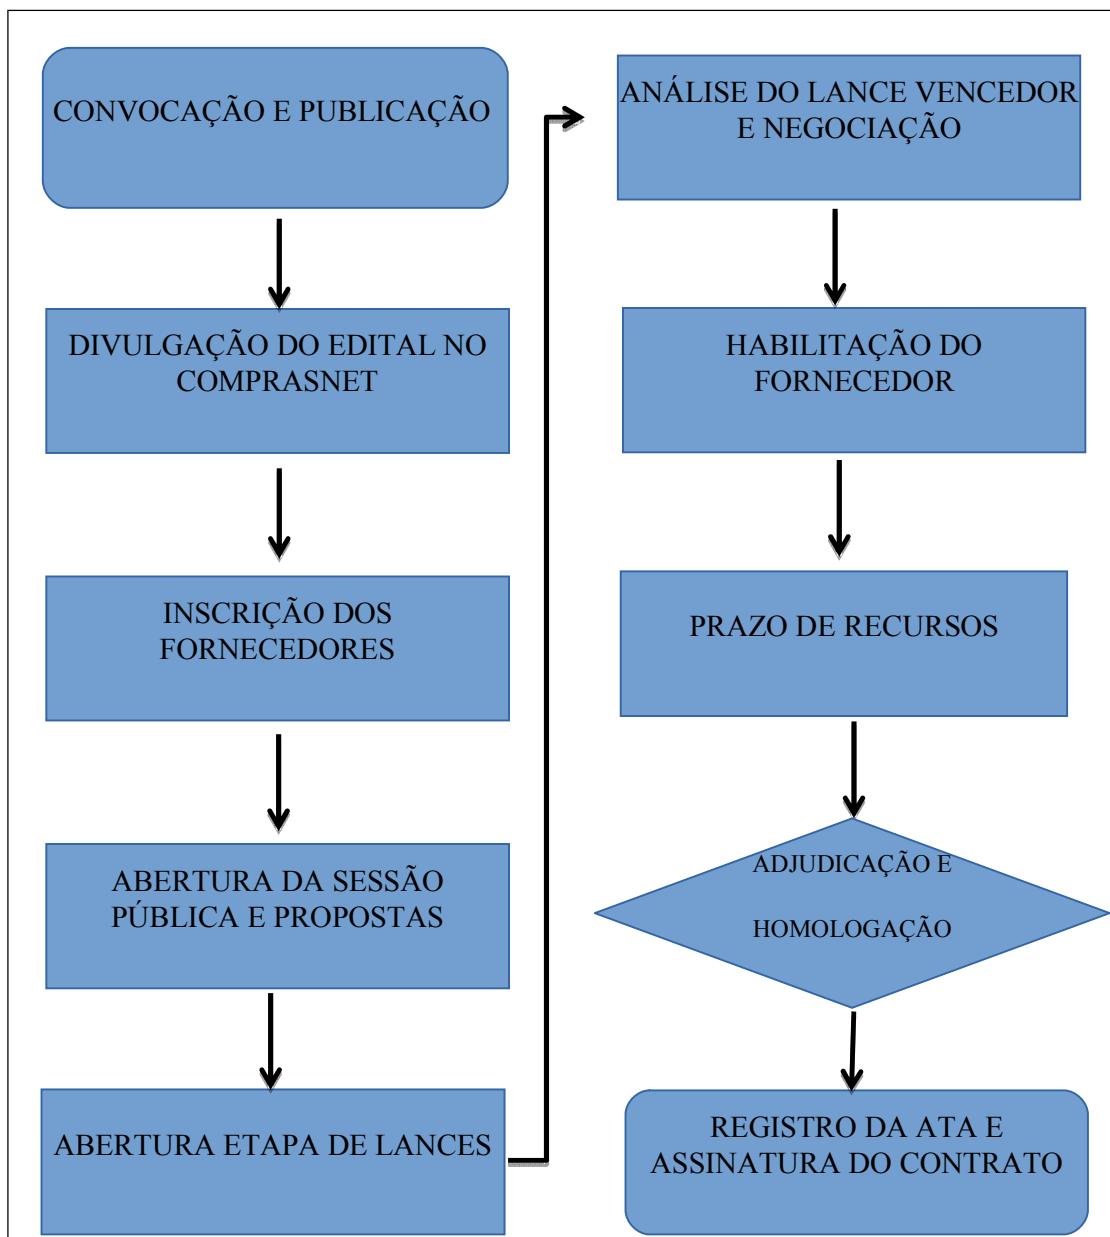 CONVOCAÇÃO E PUBLICAÇÃO
DIVULGAÇÃO DO EDITAL NO
COMPRASNET
INSCRIÇÃO DOS
FORNECEDORES
ABERTURA DA SESSÃO
PÚBLICA E PROPOSTAS
ABERTURA ETAPA DE LANCES
ANÁLISE DO LANCE VENCEDOR
E NEGOCIAÇÃO
HABILITAÇÃO DO
FORNECEDOR
PRAZO DE RECURSOS
ADJUDICAÇÃO E
HOMOLOGAÇÃO
REGISTRO DA ATA E
ASSINATURA DO CONTRATO